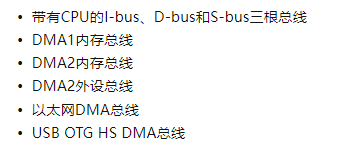 • 带有CPU的I-bus、D-bus和S-bus三根总线
• DMA1内存总线
• DMA2内存总线
• DMA2外设总线
• 以太网DMA总线
• USB OTG HS DMA总线